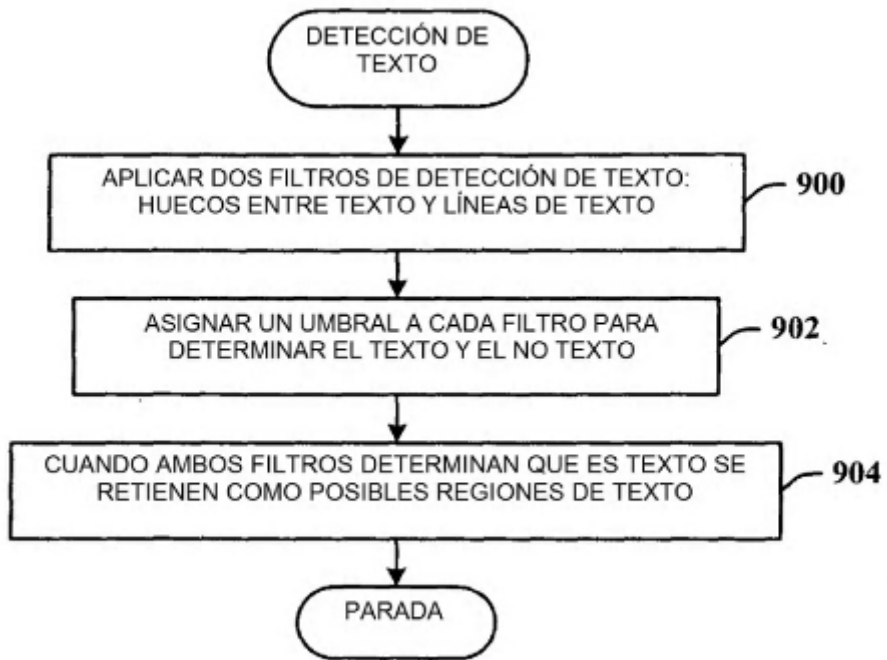 DETECCIÓN DE
TEXTO
APLICAR DOS FILTROS DE DETECCIÓN DE TEXTO:
HUECOS ENTRE TEXTO Y LÍNEAS DE TEXTO
900
ASIGNAR UN UMBRAL A CADA FILTRO PARA
DETERMINAR EL TEXTO Y EL NO TEXTO
902
CUANDO AMBOS FILTROS DETERMINAN QUE ES TEXTO SE
RETIENEN COMO POSIBLES REGIONES DE TEXTO
904
PARADA